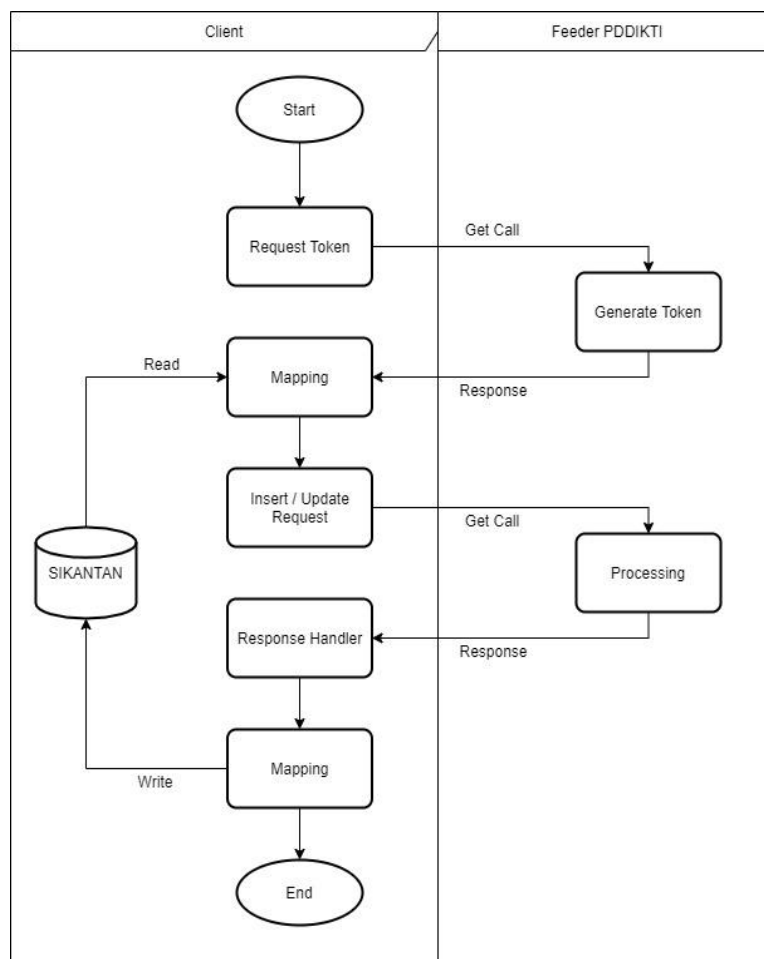 Client
Feeder PDDIKTI
Start
Request Token
Get Call
Generate Token
Read
Mapping
Response
Insert / Update
Request
Get Call
SIKANTAN
Processing
Response Handler
Response
Mapping
Write
End